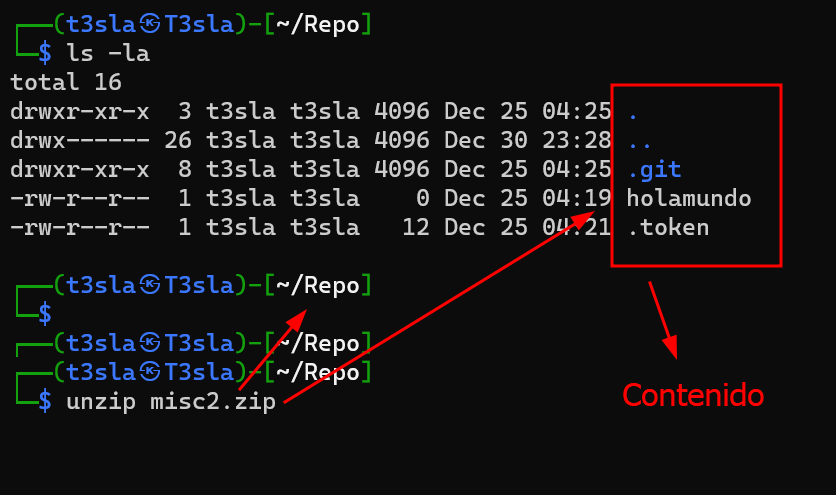 (t3sla㉿T3sla)-[~/Repo]
$ ls -la
total 16
drwxr-xr-x  3 t3sla t3sla 4096 Dec 25 04:25 .
drwx------ 26 t3sla t3sla 4096 Dec 30 23:28 ..
drwxr-xr-x  8 t3sla t3sla 4096 Dec 25 04:25 .git
-rw-r--r--  1 t3sla t3sla    0 Dec 25 04:19 holamundo
-rw-r--r--  1 t3sla t3sla   12 Dec 25 04:21 .token
(t3sla㉿T3sla)-[~/Repo]
$
(t3sla㉿T3sla)-[~/Repo]
(t3sla㉿T3sla)-[~/Repo]
$ unzip misc2.zip
Contenido